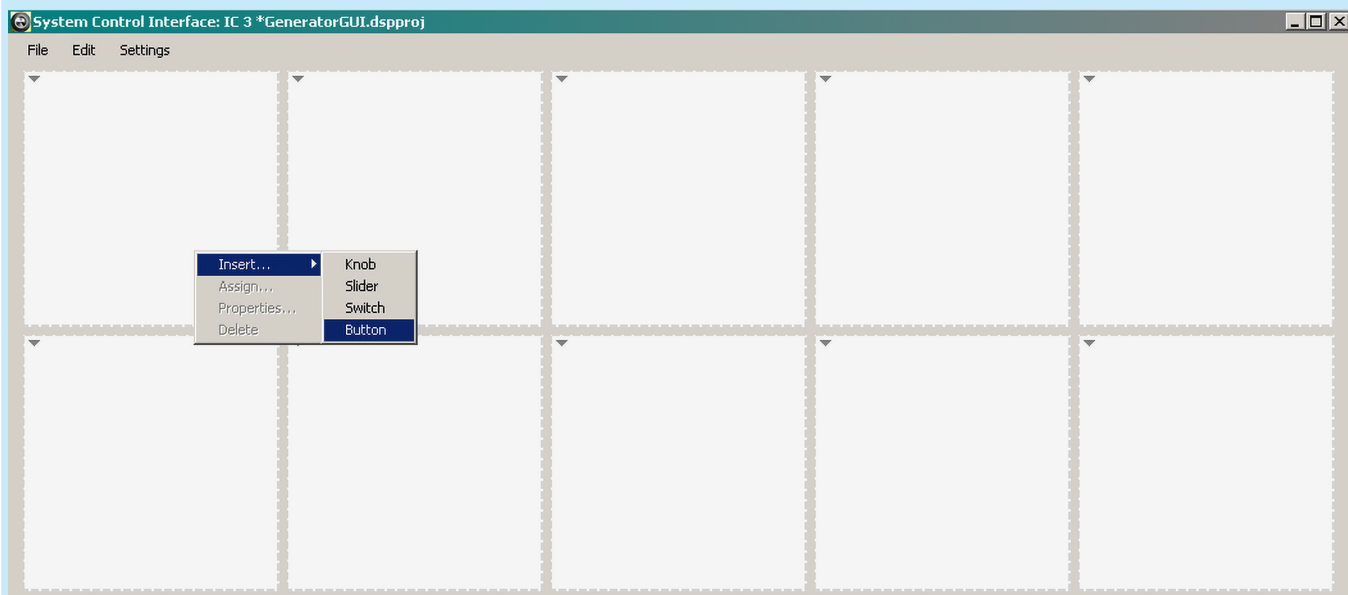 System Control Interface: IC 3 *GeneratorGUI.dspproj
File Edit Settings
Insert... Knob
Assign... Slider
Properties... Switch
Delete Button